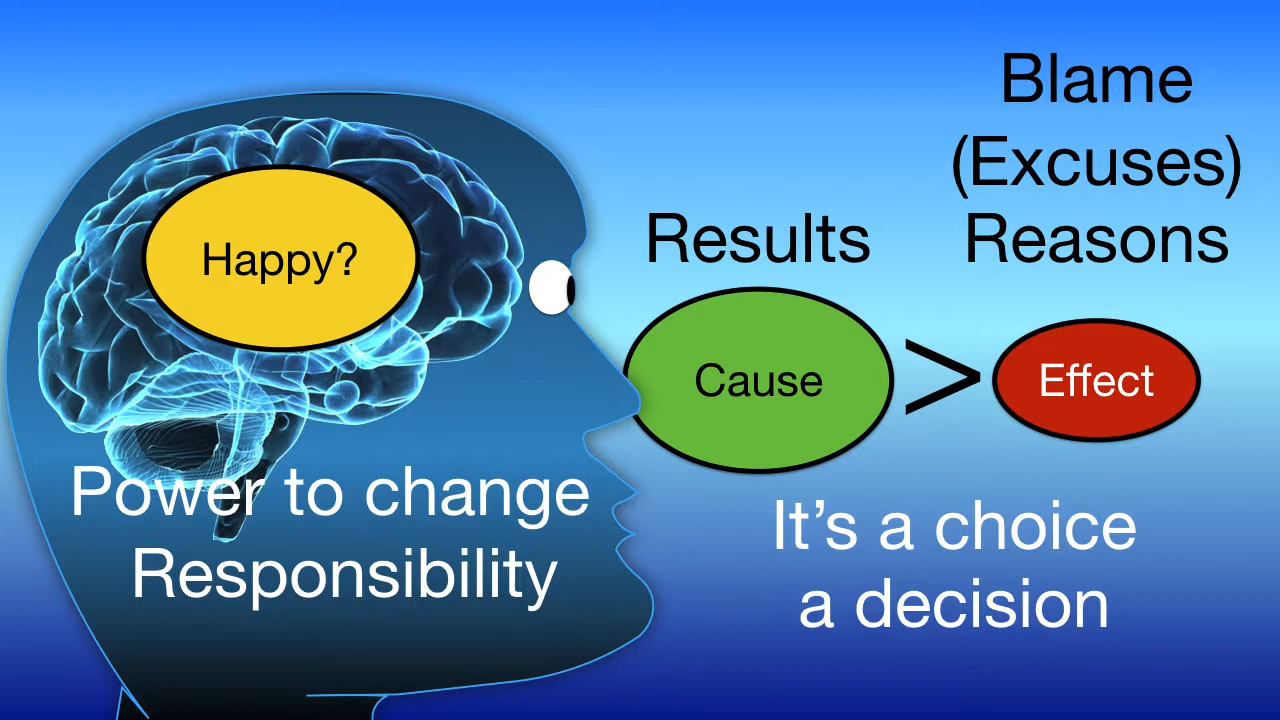 Blame
(Excuses)
Results
Reasons
Happy?
Cause
>
Effect
Power to change
Responsibility
It’s a choice
a decision